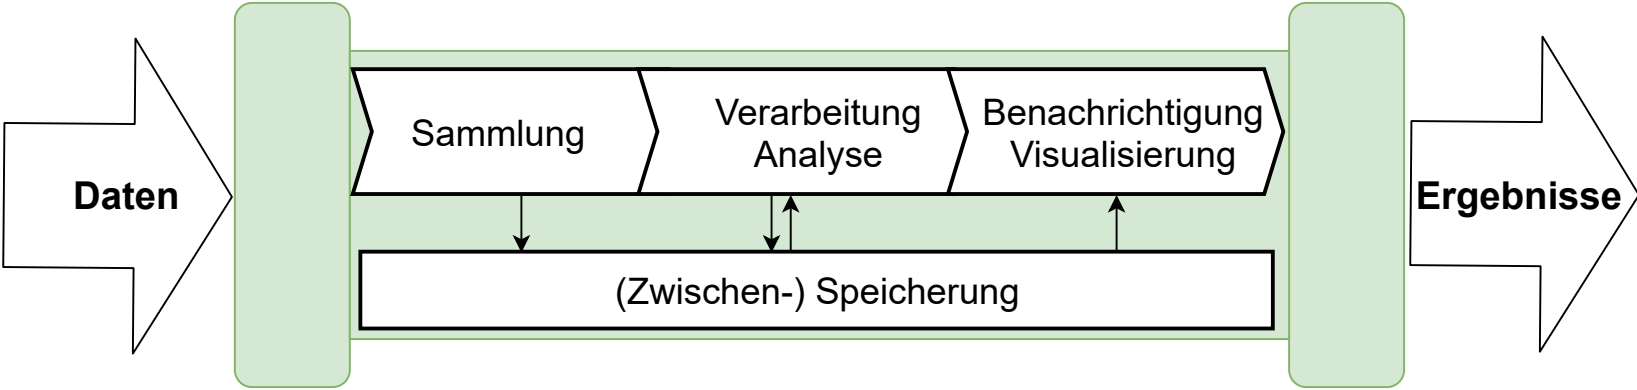 Daten
Sammlung
Verarbeitung
Analyse
Benachrichtigung
Visualisierung
(Zwischen-) Speicherung
Ergebnisse